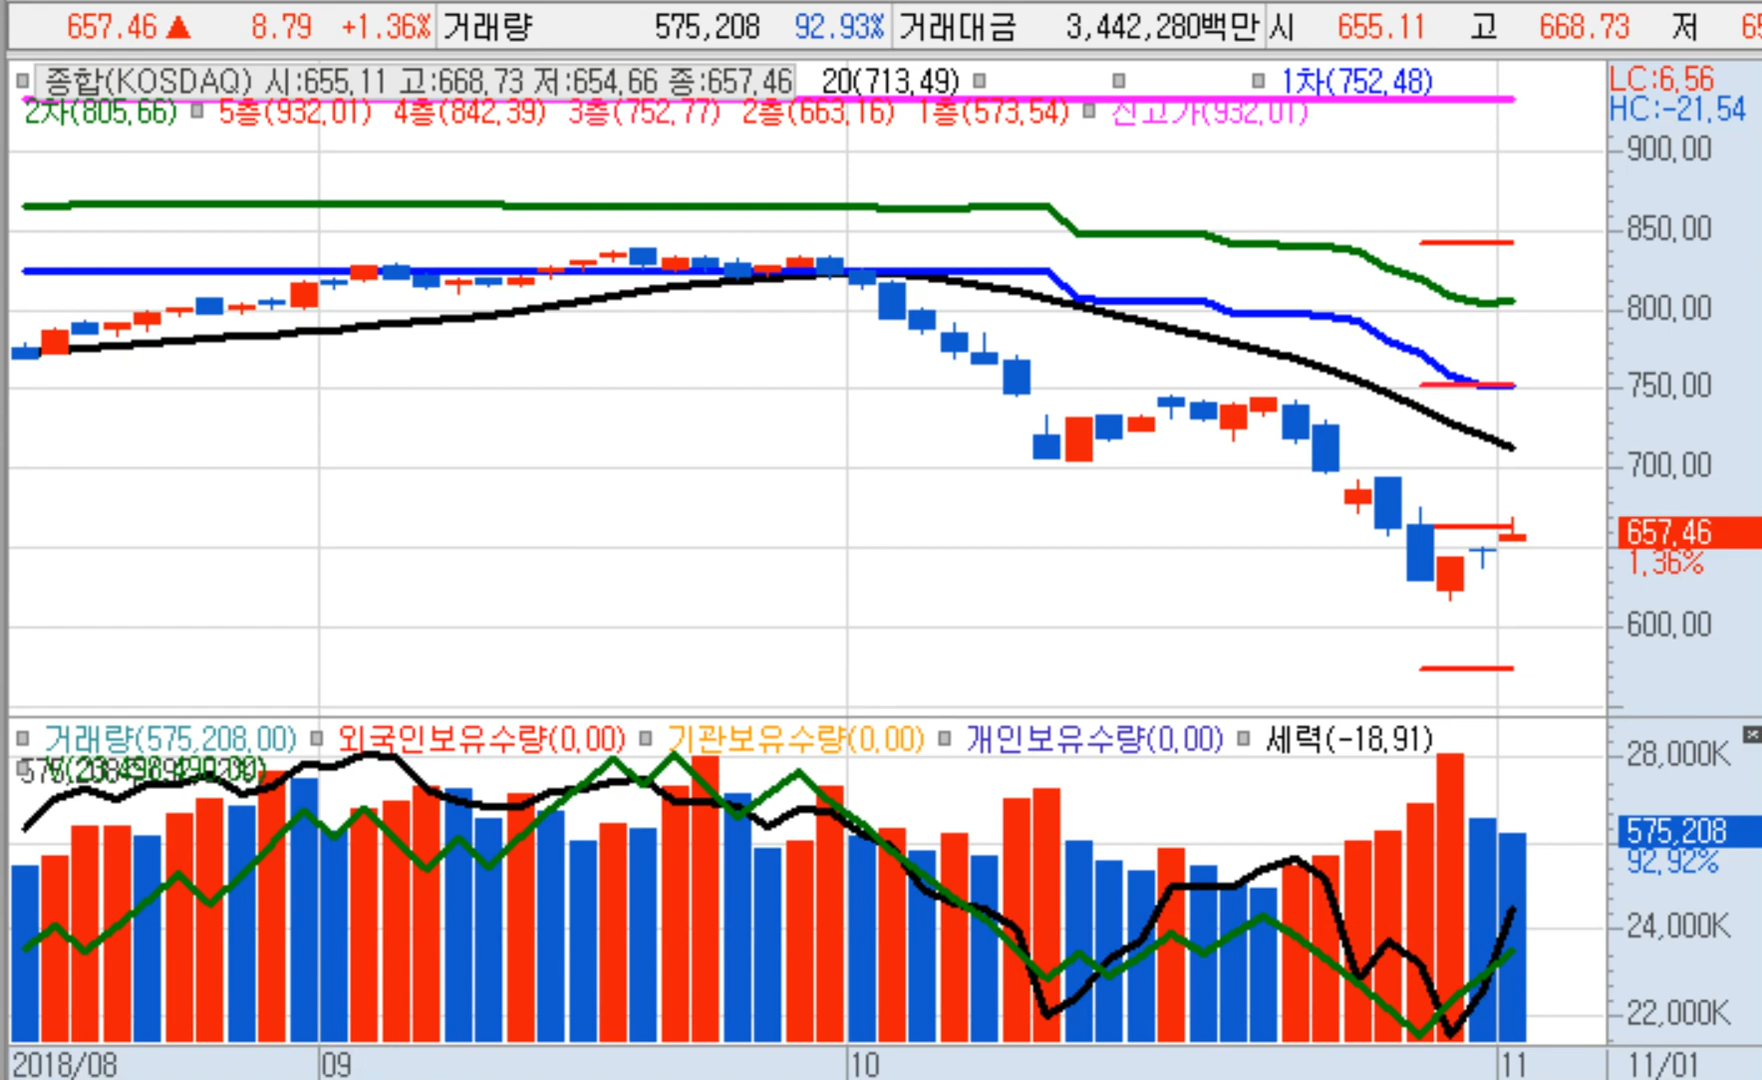 657.46 ▲ 8.79 +1.36% 거래량 575,208 92.93% 거래대금 3,442,280백만 시 655.11 고 668.73 저
종합(KOSDAQ) 시:655,11 고:668,73 저:654,66 종:657,46 20(713,49) 1차(752,48)
2차(805,66) 5층(932,01) 4층(842,39) 3층(752,77) 2층(663,16) 1층(573,54) 신고가(932,01)
LC:6,56
HC:-21,54
900,00
850,00
800,00
750,00
700,00
657,46
1,36%
600,00
거래량(575,208,00) 외국인보유수량(0,00) 기관보유수량(0,00) 개인보유수량(0,00) 세력(-18,91)
28,000K
575,208
92,92%
24,000K
22,000K
2018/08 09 10 11 11/01